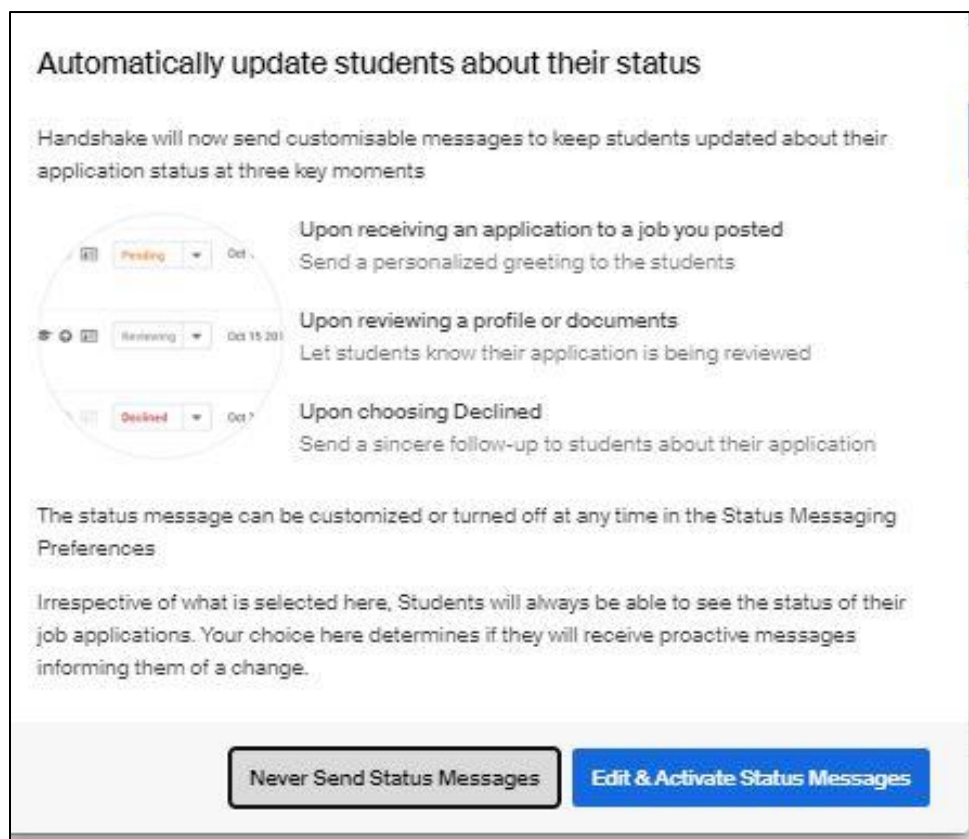 Automatically update students about their status
Handshake will now send customisable messages to keep students updated about their
application status at three key moments
Pending Oct
Upon receiving an application to a job you posted
Send a personalized greeting to the students
Reviewing Oct 15 201
Upon reviewing a profile or documents
Let students know their application is being reviewed
Declined Oct
Upon choosing Declined
Send a sincere follow-up to students about their application
The status message can be customized or turned off at any time in the Status Messaging
Preferences
Irrespective of what is selected here, Students will always be able to see the status of their
job applications. Your choice here determines if they will receive proactive messages
informing them of a change.
Never Send Status Messages
Edit & Activate Status Messages